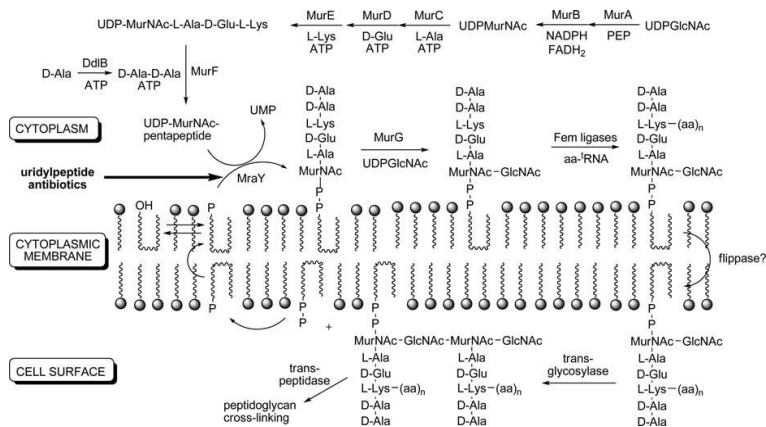 UDP-MurNAc-L-Ala-D-Glu-L-Lys
MurE
L-Lys
ATP
MurD
D-Glu
ATP
MurC
L-Ala
ATP
UDPMurNAc
MurB
NADPH
FADH2
MurA
PEP
UDPGlcNAc
D-Ala
DdlB
ATP
D-Ala-D-Ala
ATP
MurF
CYTOPLASM
UDP-MurNAc-
pentapeptide
UMP
uridylpeptide
antibiotics
MraY
D-Ala
D-Ala
L-Lys
D-Glu
L-Ala
MurNAc
P
P
MurG
UDPGlcNAc
D-Ala
D-Ala
L-Lys
D-Glu
L-Ala
MurNAc-GlcNAc
P
P
Fem ligases
aa-tRNA
D-Ala
D-Ala
L-Lys-(aa)n
D-Glu
L-Ala
MurNAc-GlcNAc
P
P
OH
P
CYTOPLASMIC
MEMBRANE
flippase?
P
P
P
+
P
P
P
P
MurNAc-GlcNAc-MurNAc-GlcNAc
L-Ala
D-Glu
L-Lys
D-Ala
D-Ala
L-Ala
D-Glu
L-Lys-(aa)n
D-Ala
D-Ala
trans-
glycosylase
MurNAc-GlcNAc
L-Ala
D-Glu
L-Lys-(aa)n
D-Ala
D-Ala
CELL SURFACE
trans-
peptidase
peptidoglycan
cross-linking